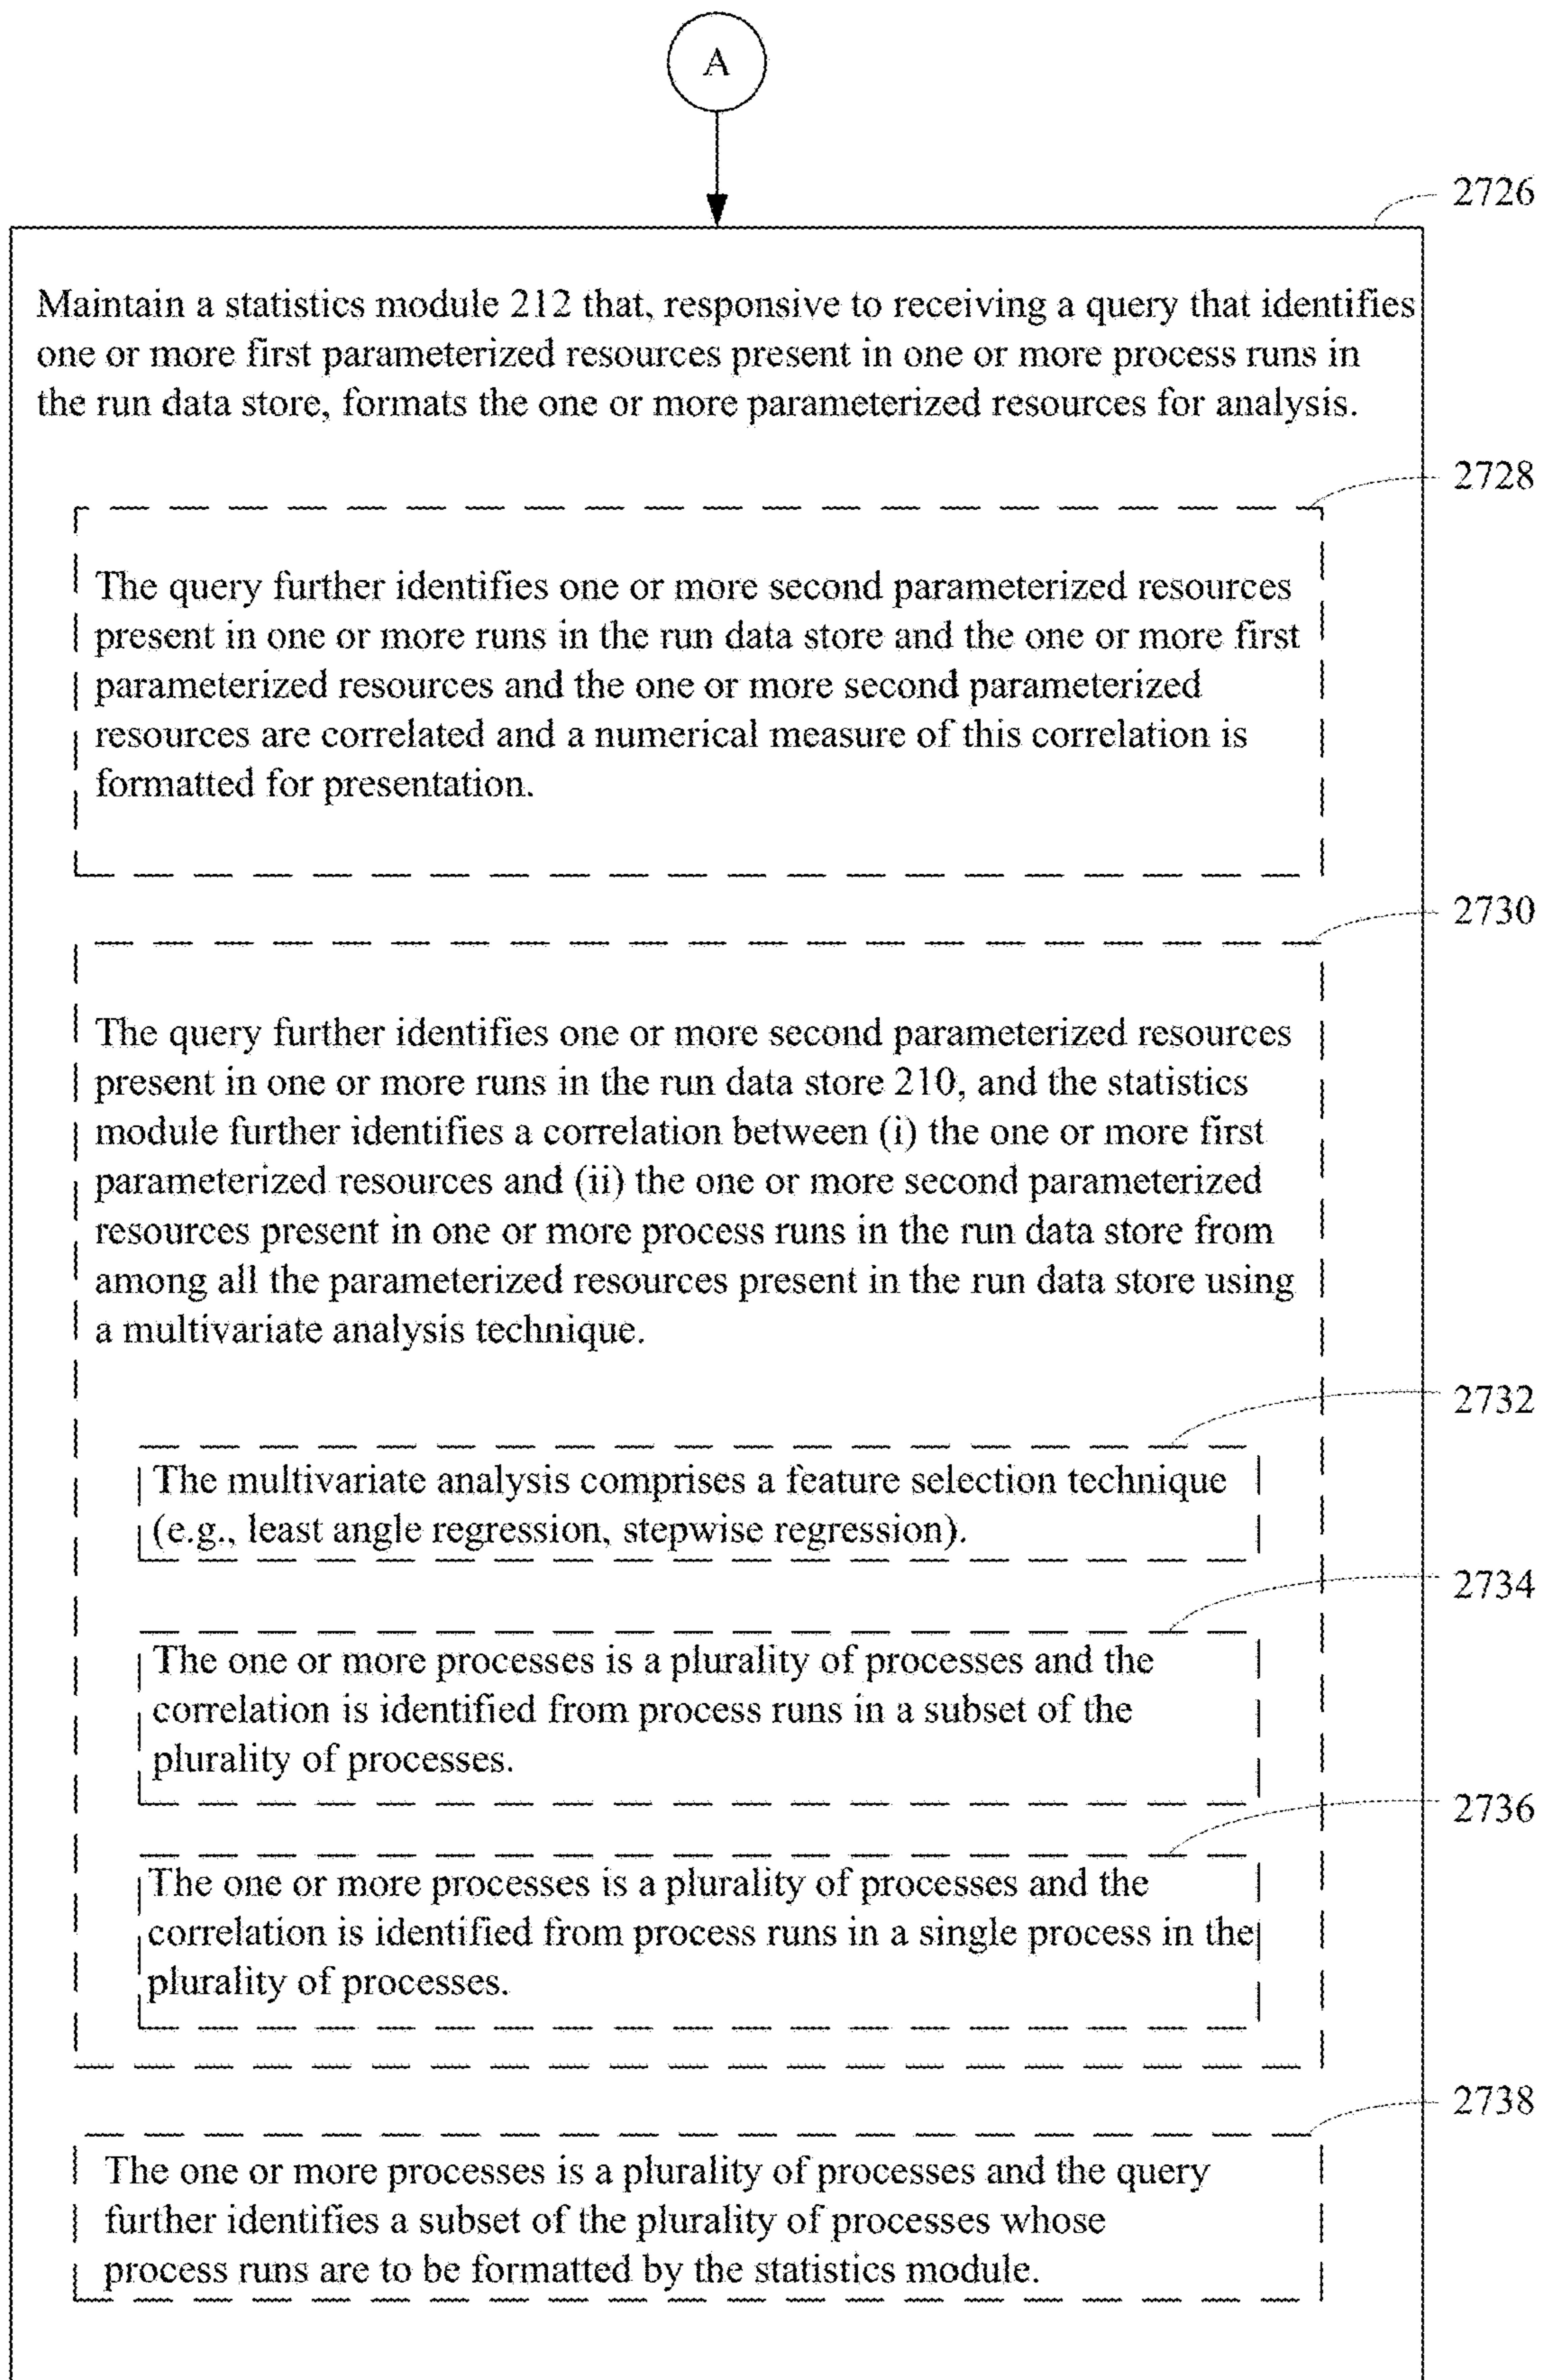 A
2726
Maintain a statistics module 212 that, responsive to receiving a query that identifies
one or more first parameterized resources present in one or more process runs in
the run data store, formats the one or more parameterized resources for analysis.
2728
The query further identifies one or more second parameterized resources
present in one or more runs in the run data store and the one or more first
parameterized resources and the one or more second parameterized
resources are correlated and a numerical measure of this correlation is
formatted for presentation.
2730
The query further identifies one or more second parameterized resources
present in one or more runs in the run data store 210, and the statistics
module further identifies a correlation between (i) the one or more first
parameterized resources and (ii) the one or more second parameterized
resources present in one or more process runs in the run data store from
among all the parameterized resources present in the run data store using
a multivariate analysis technique.
2732
The multivariate analysis comprises a feature selection technique
(e.g., least angle regression, stepwise regression).
2734
The one or more processes is a plurality of processes and the
correlation is identified from process runs in a subset of the
plurality of processes.
2736
The one or more processes is a plurality of processes and the
correlation is identified from process runs in a single process in the
plurality of processes.
2738
The one or more processes is a plurality of processes and the query
further identifies a subset of the plurality of processes whose
process runs are to be formatted by the statistics module.